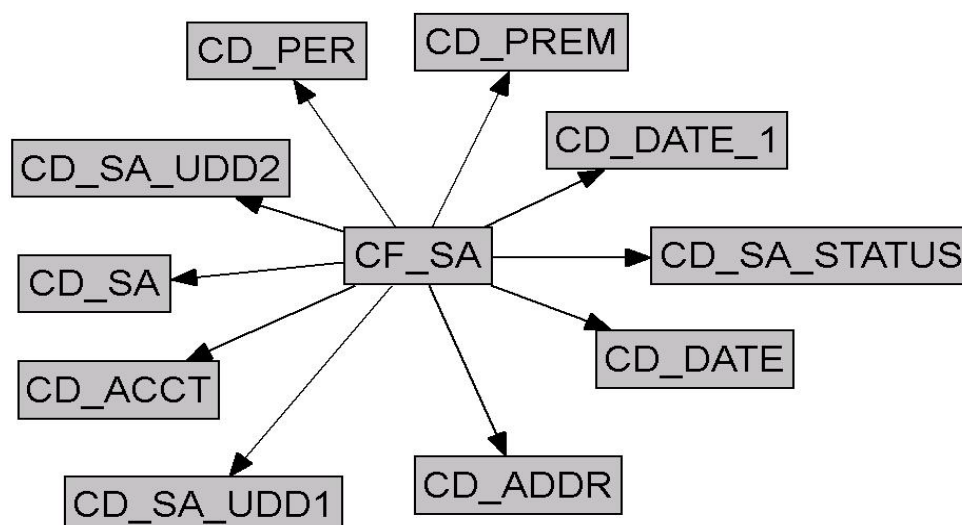 CD_PREM
CD_PER
CD_DATE_1
CD_SA_UDD2
CF_SA
CD_SA_STATUS
CD_SA
CD_DATE
CD_ACCT
CD_ADDR
CD_SA_UDD1